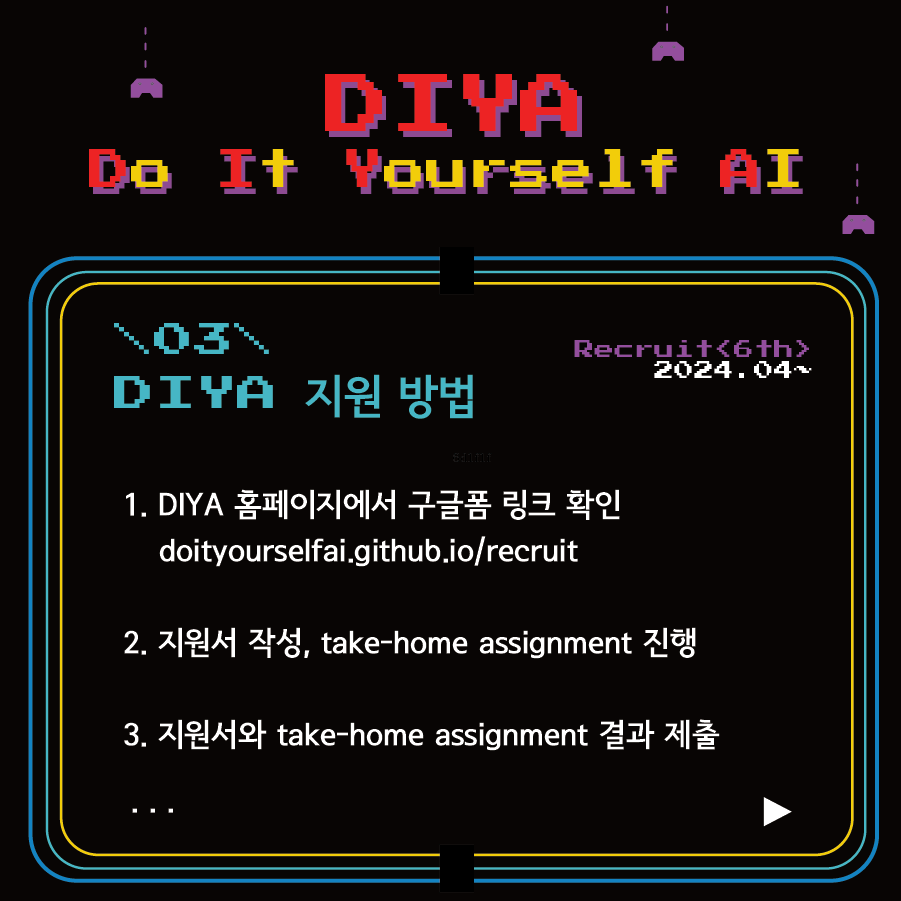 DIYA
Do It Yourself AI
\03\
DIYA 지원 방법
Recruit<6th>
2024.04~
1. DIYA 홈페이지에서 구글폼 링크 확인
doityourselfai.github.io/recruit
2. 지원서 작성, take-home assignment 진행
3. 지원서와 take-home assignment 결과 제출
...